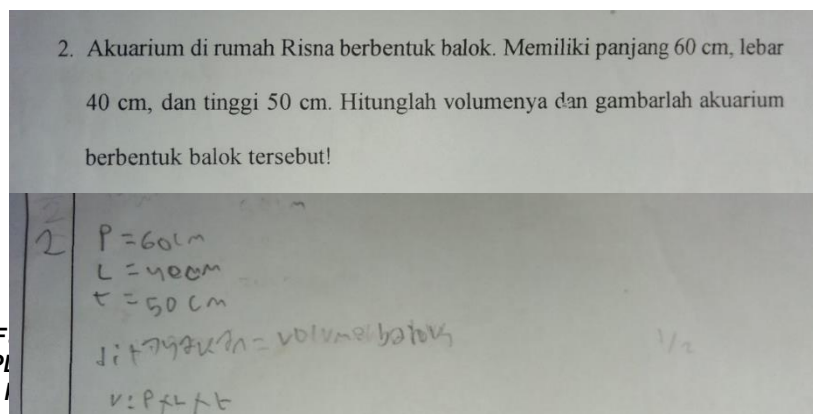 2. Akuarium di rumah Risna berbentuk balok. Memiliki panjang 60 cm, lebar
40 cm, dan tinggi 50 cm. Hitunglah volumenya dan gambarlah akuarium
berbentuk balok tersebut!
2 P = 60 cm
L = 40 cm
t = 50 cm
ditanyakan = volume balok
1/2
V : P x L x t